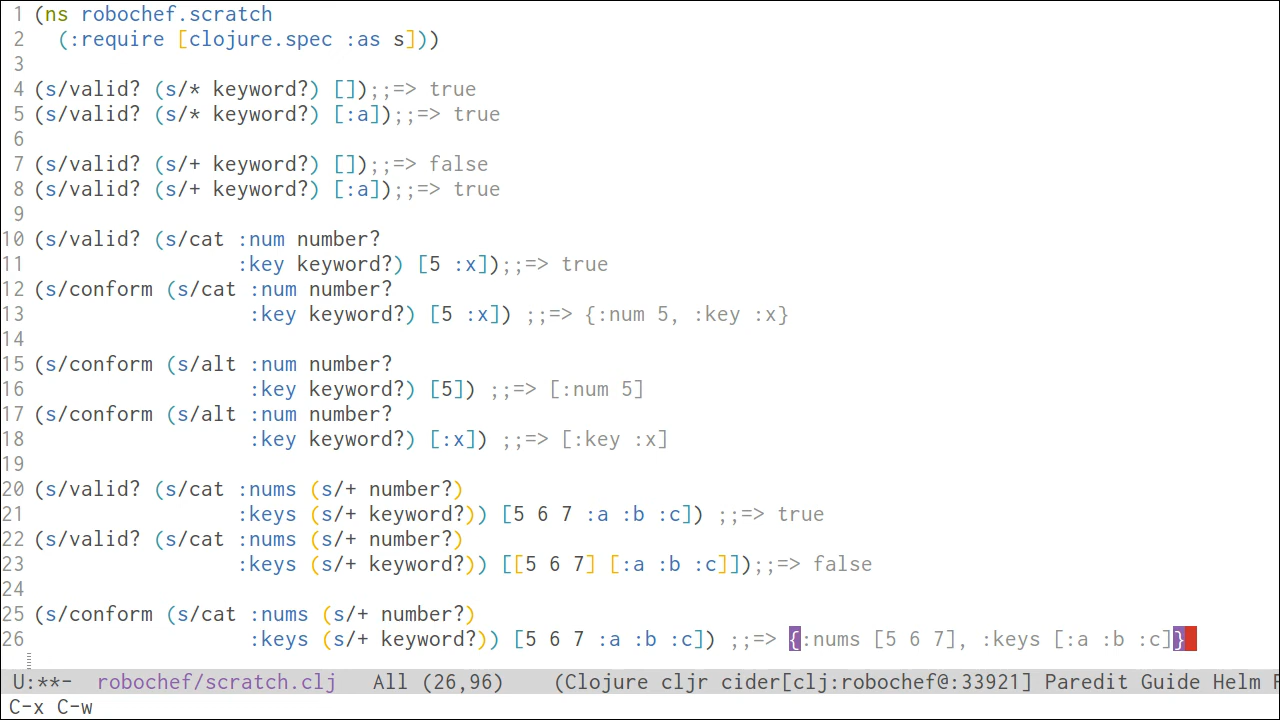 1 (ns robochef.scratch
2   (:require [clojure.spec :as s]))
3
4 (s/valid? (s/* keyword?) []);;=> true
5 (s/valid? (s/* keyword?) [:a]);;=> true
6
7 (s/valid? (s/+ keyword?) []);;=> false
8 (s/valid? (s/+ keyword?) [:a]);;=> true
9
10 (s/valid? (s/cat :num number?
11                  :key keyword?) [5 :x]);;=> true
12 (s/conform (s/cat :num number?
13                   :key keyword?) [5 :x]) ;;=> {:num 5, :key :x}
14
15 (s/conform (s/alt :num number?
16                   :key keyword?) [5]) ;;=> [:num 5]
17 (s/conform (s/alt :num number?
18                   :key keyword?) [:x]) ;;=> [:key :x]
19
20 (s/valid? (s/cat :nums (s/+ number?)
21                  :keys (s/+ keyword?)) [5 6 7 :a :b :c]) ;;=> true
22 (s/valid? (s/cat :nums (s/+ number?)
23                  :keys (s/+ keyword?)) [[5 6 7] [:a :b :c]]);;=> false
24
25 (s/conform (s/cat :nums (s/+ number?)
26                   :keys (s/+ keyword?)) [5 6 7 :a :b :c]) ;;=> {:nums [5 6 7], :keys [:a :b :c]}
U:**-  robochef/scratch.clj   All (26,96)    (Clojure cljr cider[clj:robochef@:33921] Paredit Guide Helm
C-x C-w